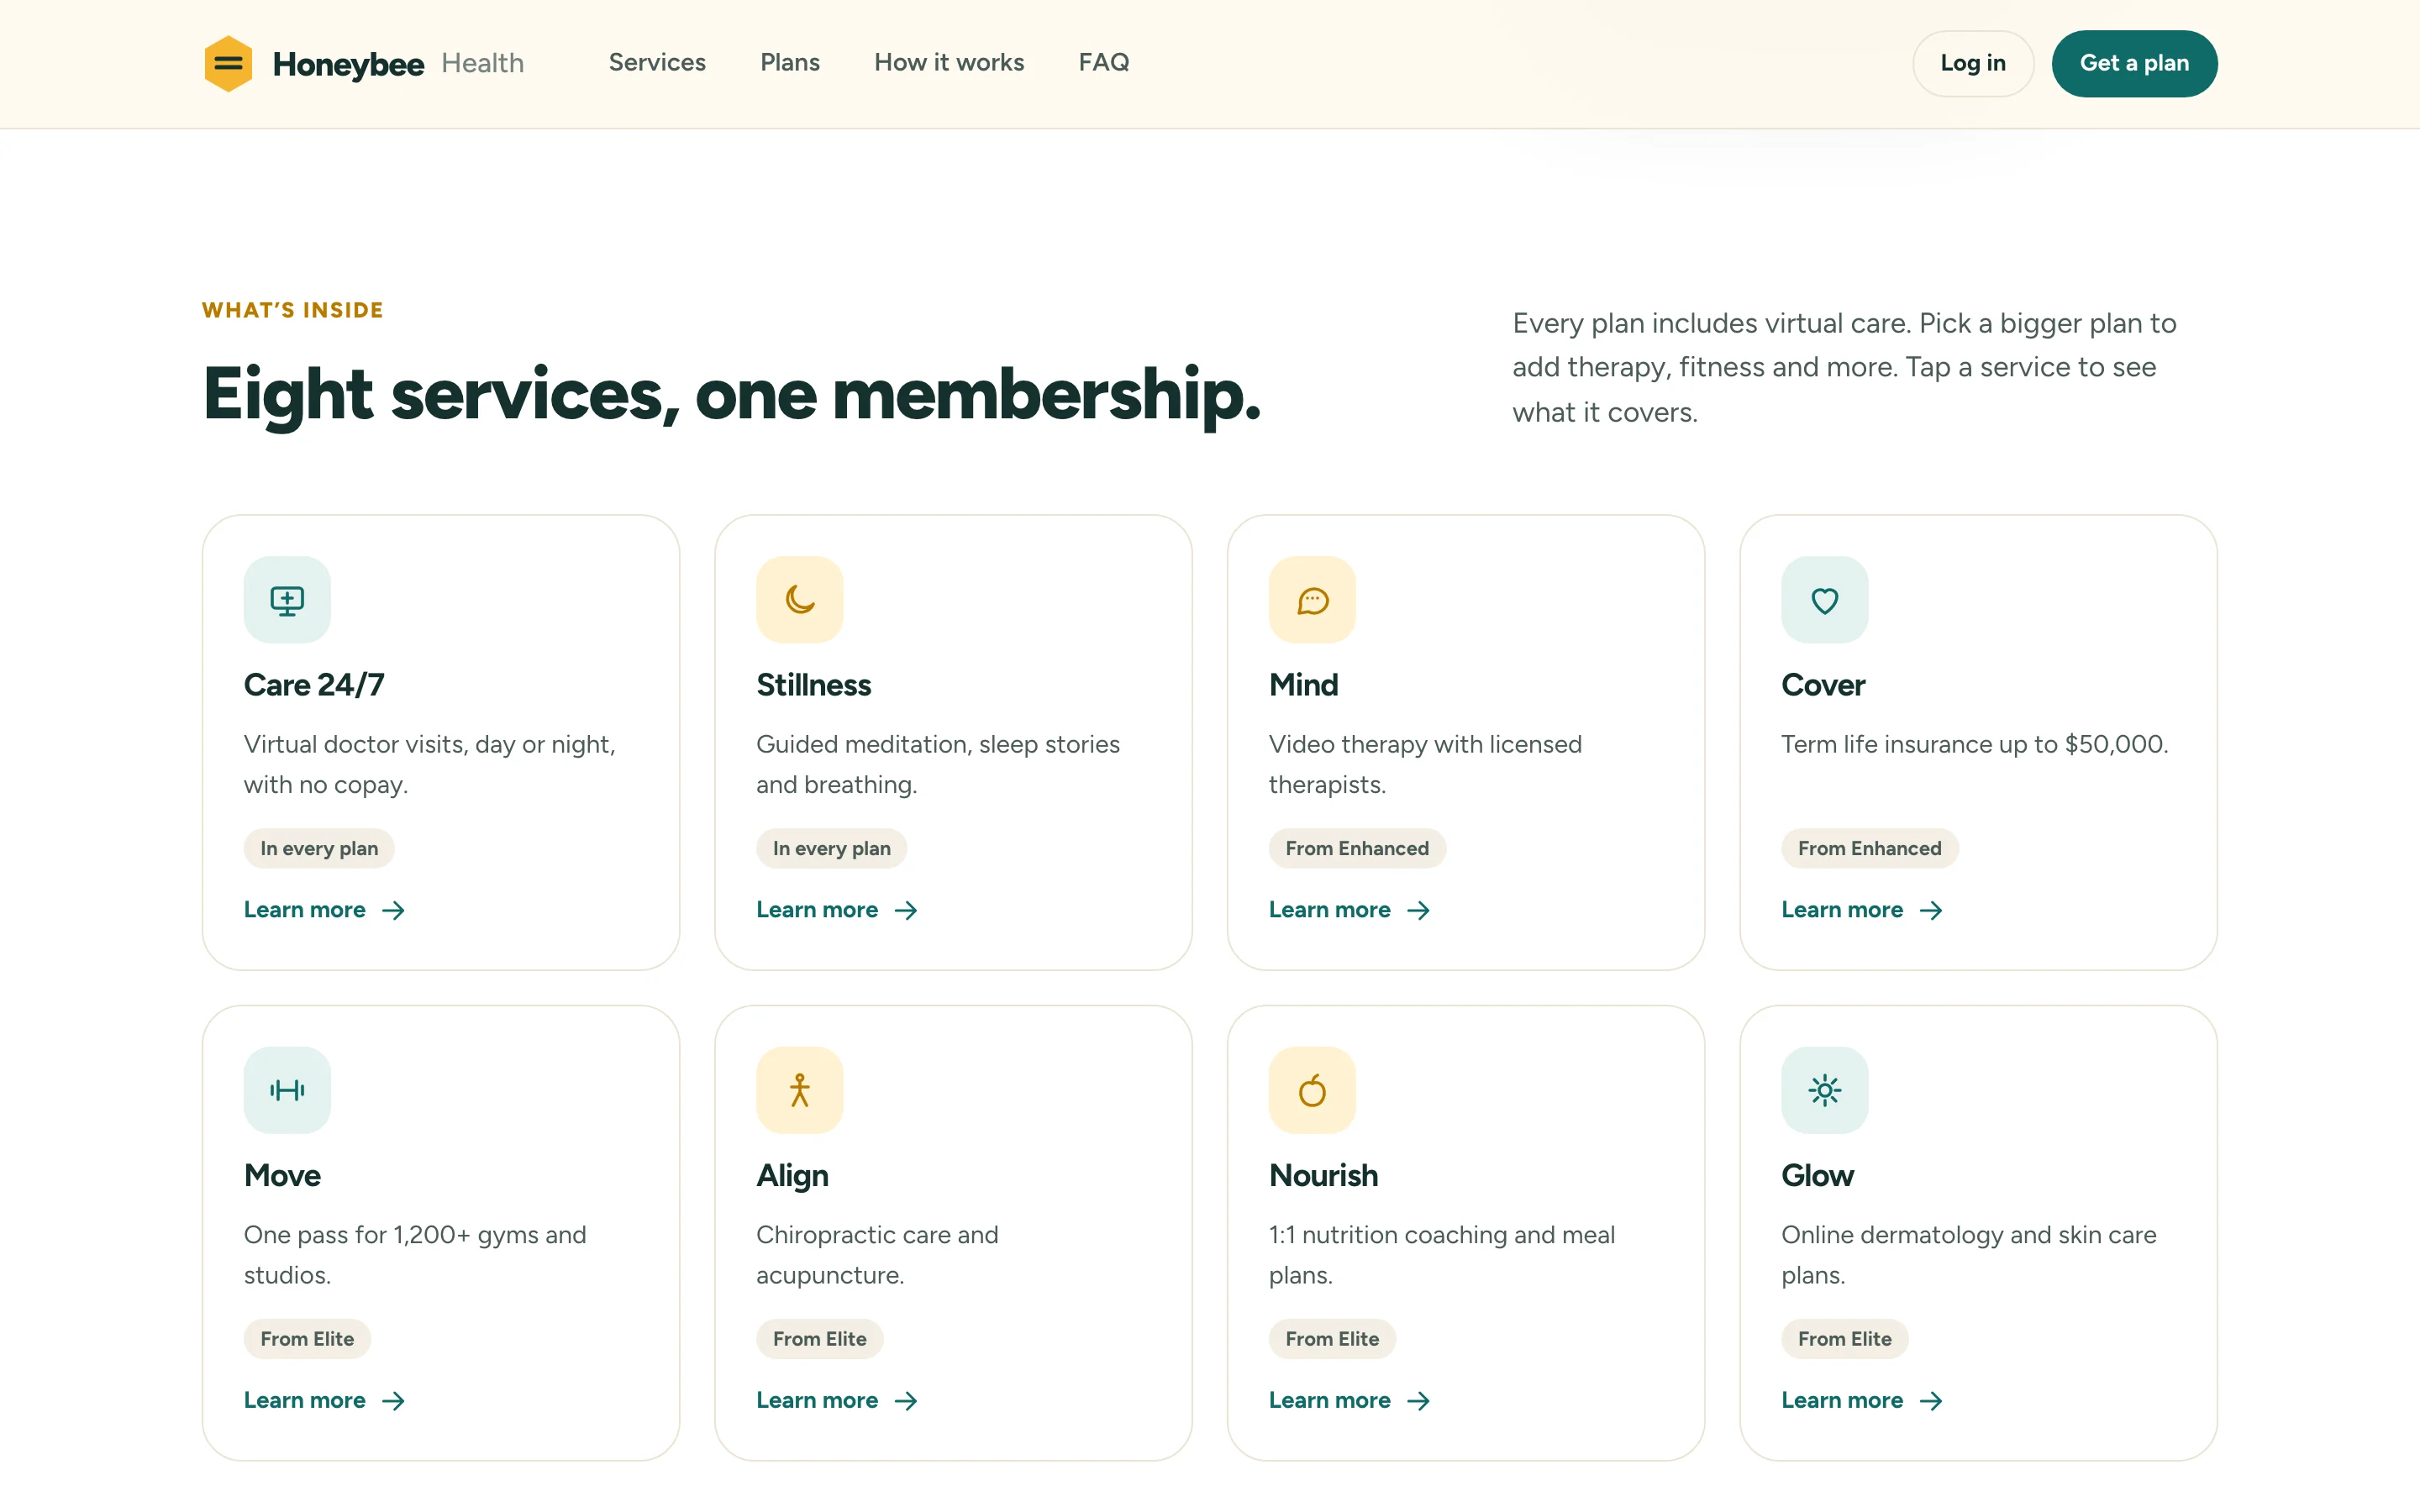 Honeybee Health
Services
Plans
How it works
FAQ
Log in
Get a plan
WHAT’S INSIDE
Eight services, one membership.
Every plan includes virtual care. Pick a bigger plan to
add therapy, fitness and more. Tap a service to see
what it covers.
Care 24/7
Virtual doctor visits, day or night,
with no copay.
In every plan
Learn more
Stillness
Guided meditation, sleep stories
and breathing.
In every plan
Learn more
Mind
Video therapy with licensed
therapists.
From Enhanced
Learn more
Cover
Term life insurance up to $50,000.
From Enhanced
Learn more
Move
One pass for 1,200+ gyms and
studios.
From Elite
Learn more
Align
Chiropractic care and
acupuncture.
From Elite
Learn more
Nourish
1:1 nutrition coaching and meal
plans.
From Elite
Learn more
Glow
Online dermatology and skin care
plans.
From Elite
Learn more